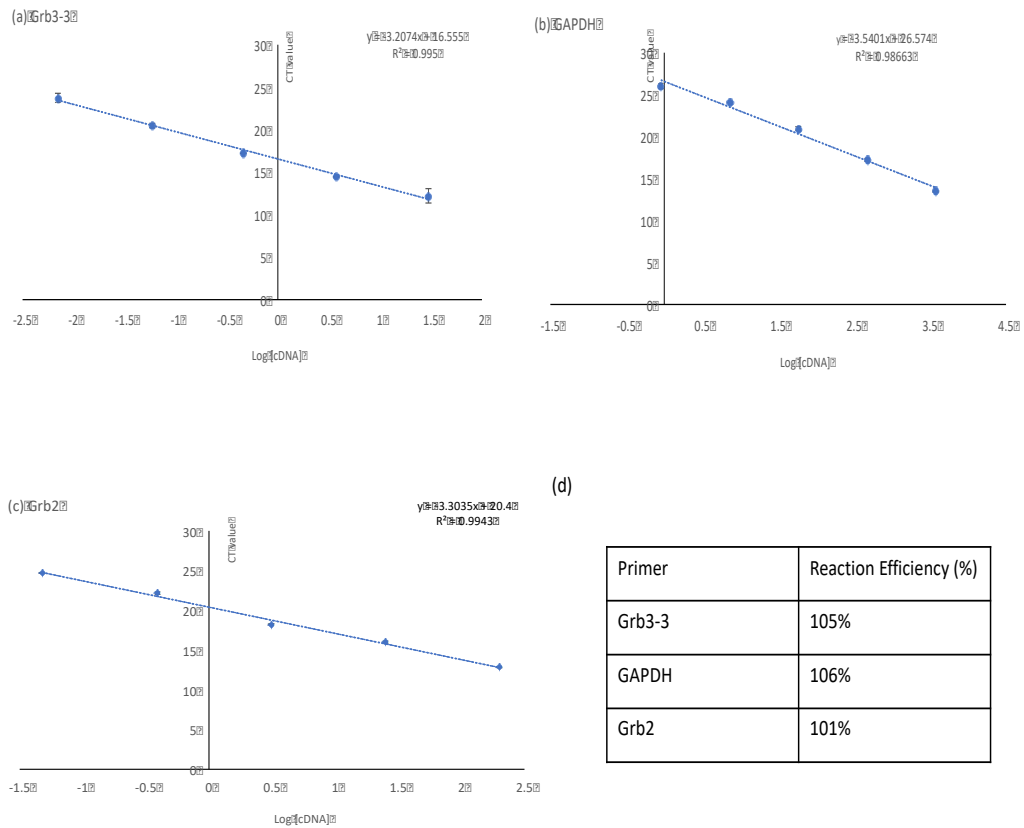 (a) Grb3-3
y = -3.2074x + 16.555
R² = 0.995
CT value
30
25
20
15
10
5
0
-2.5 -2 -1.5 -1 -0.5 0 0.5 1 1.5 2
Log [cDNA]
(b) GAPDH
y = -3.5401x + 26.574
R² = 0.98663
CT value
30
25
20
15
10
5
0
-1.5 -0.5 0.5 1.5 2.5 3.5 4.5
Log [cDNA]
(c) Grb2
y = -3.3035x + 20.4
R² = 0.9943
CT value
30
25
20
15
10
5
0
-1.5 -1 -0.5 0 0.5 1 1.5 2 2.5
Log [cDNA]
(d)
Primer Reaction Efficiency (%)
Grb3-3 105%
GAPDH 106%
Grb2 101%